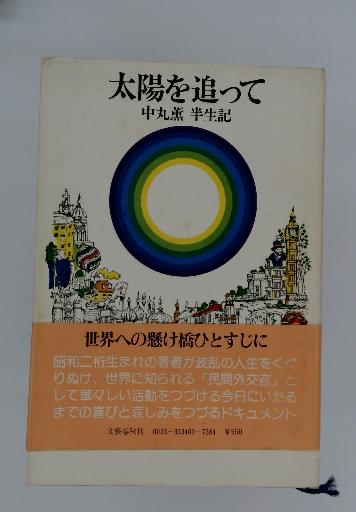 太陽を追って
中丸薫 半生記
世界への懸け橋ひとすじに
昭和二桁生まれの著者が波乱の人生をくぐ
りぬけ、世界に知られる「民間外交官」と
して華々しい活動をつづける今日にいたる
までの喜びと哀しみをつづるドキュメント
文藝春秋刊 0033-333460-7384 ¥950